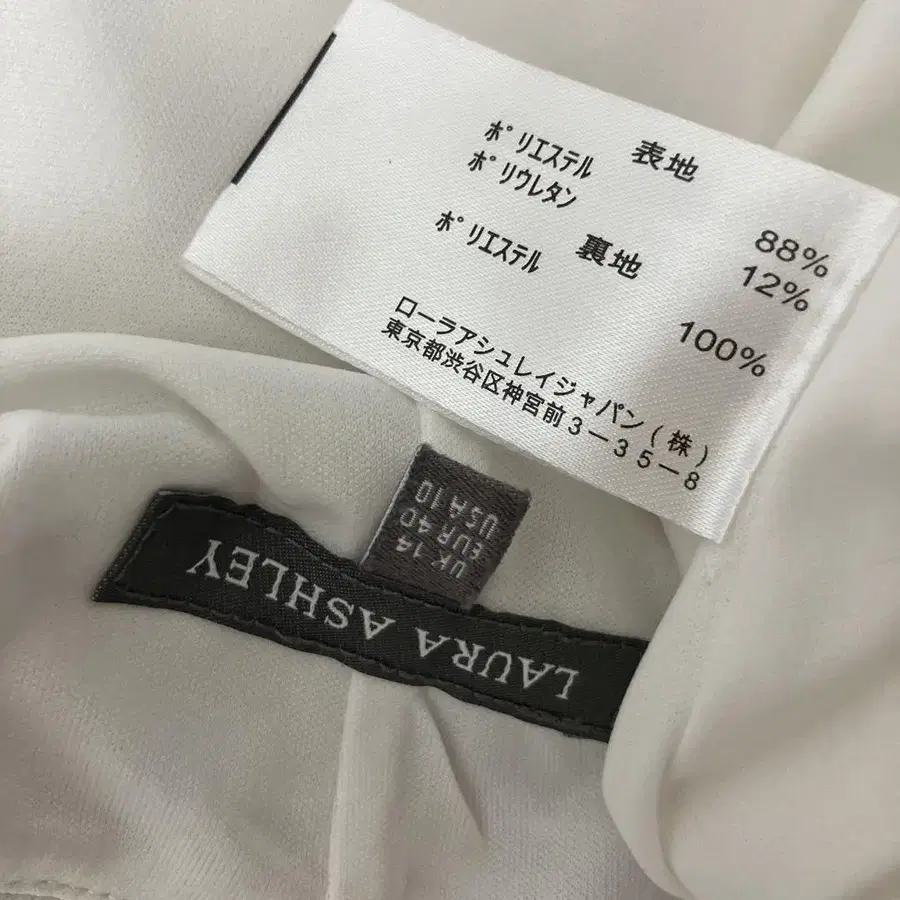 表地
ポリエステル 88%
ポリウレタン 12%
裏地
ポリエステル 100%
ローラアシュレイジャパン(株)
東京都渋谷区神宮前3-35-8
LAURA ASHLEY
UK 14
EUR 40
USA 10